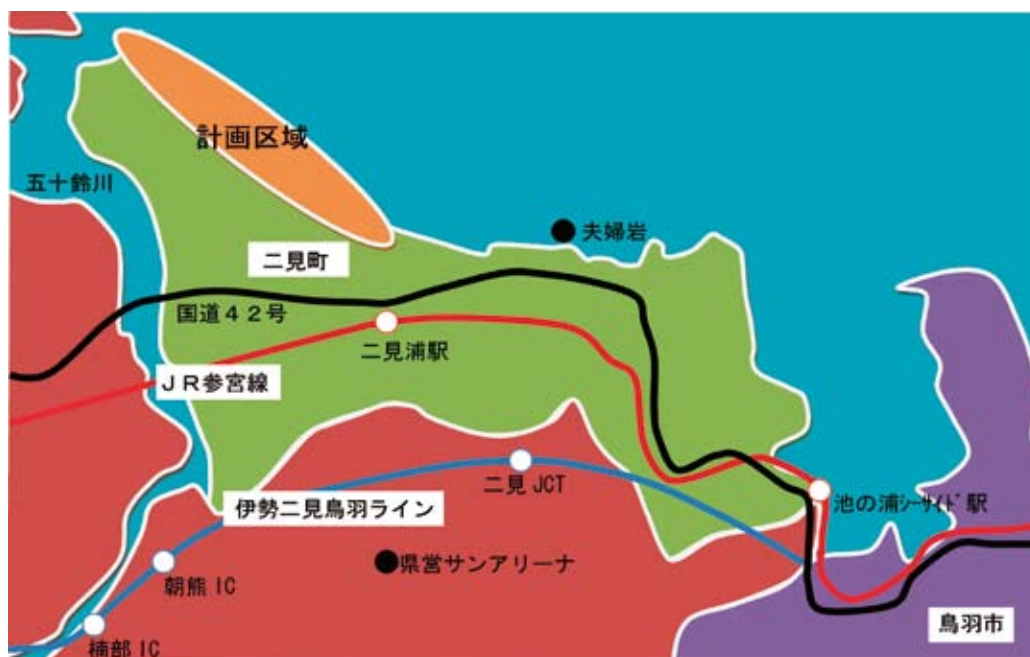 計画区域
五十鈴川
夫婦岩
二見町
国道４２号
二見浦駅
ＪＲ参宮線
二見 JCT
池の浦ｼｰｻｲﾄﾞ駅
伊勢二見鳥羽ライン
県営サンアリーナ
朝熊 IC
鳥羽市
楠部 IC